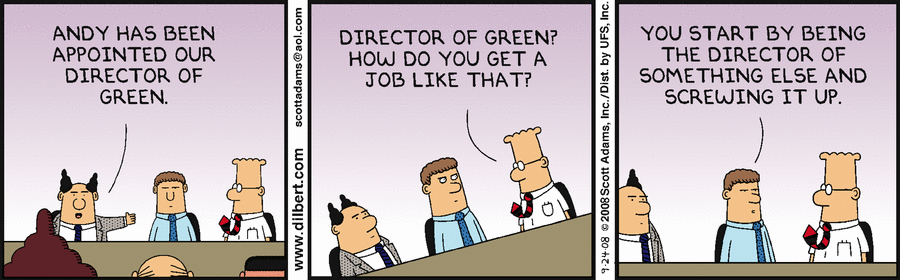 ANDY HAS BEEN
APPOINTED OUR
DIRECTOR OF
GREEN.
www.dilbert.com scottadams@aol.com
DIRECTOR OF GREEN?
HOW DO YOU GET A
JOB LIKE THAT?
9-24-08 ©2008 Scott Adams, Inc./Dist. by UFS, Inc.
YOU START BY BEING
THE DIRECTOR OF
SOMETHING ELSE AND
SCREWING IT UP.